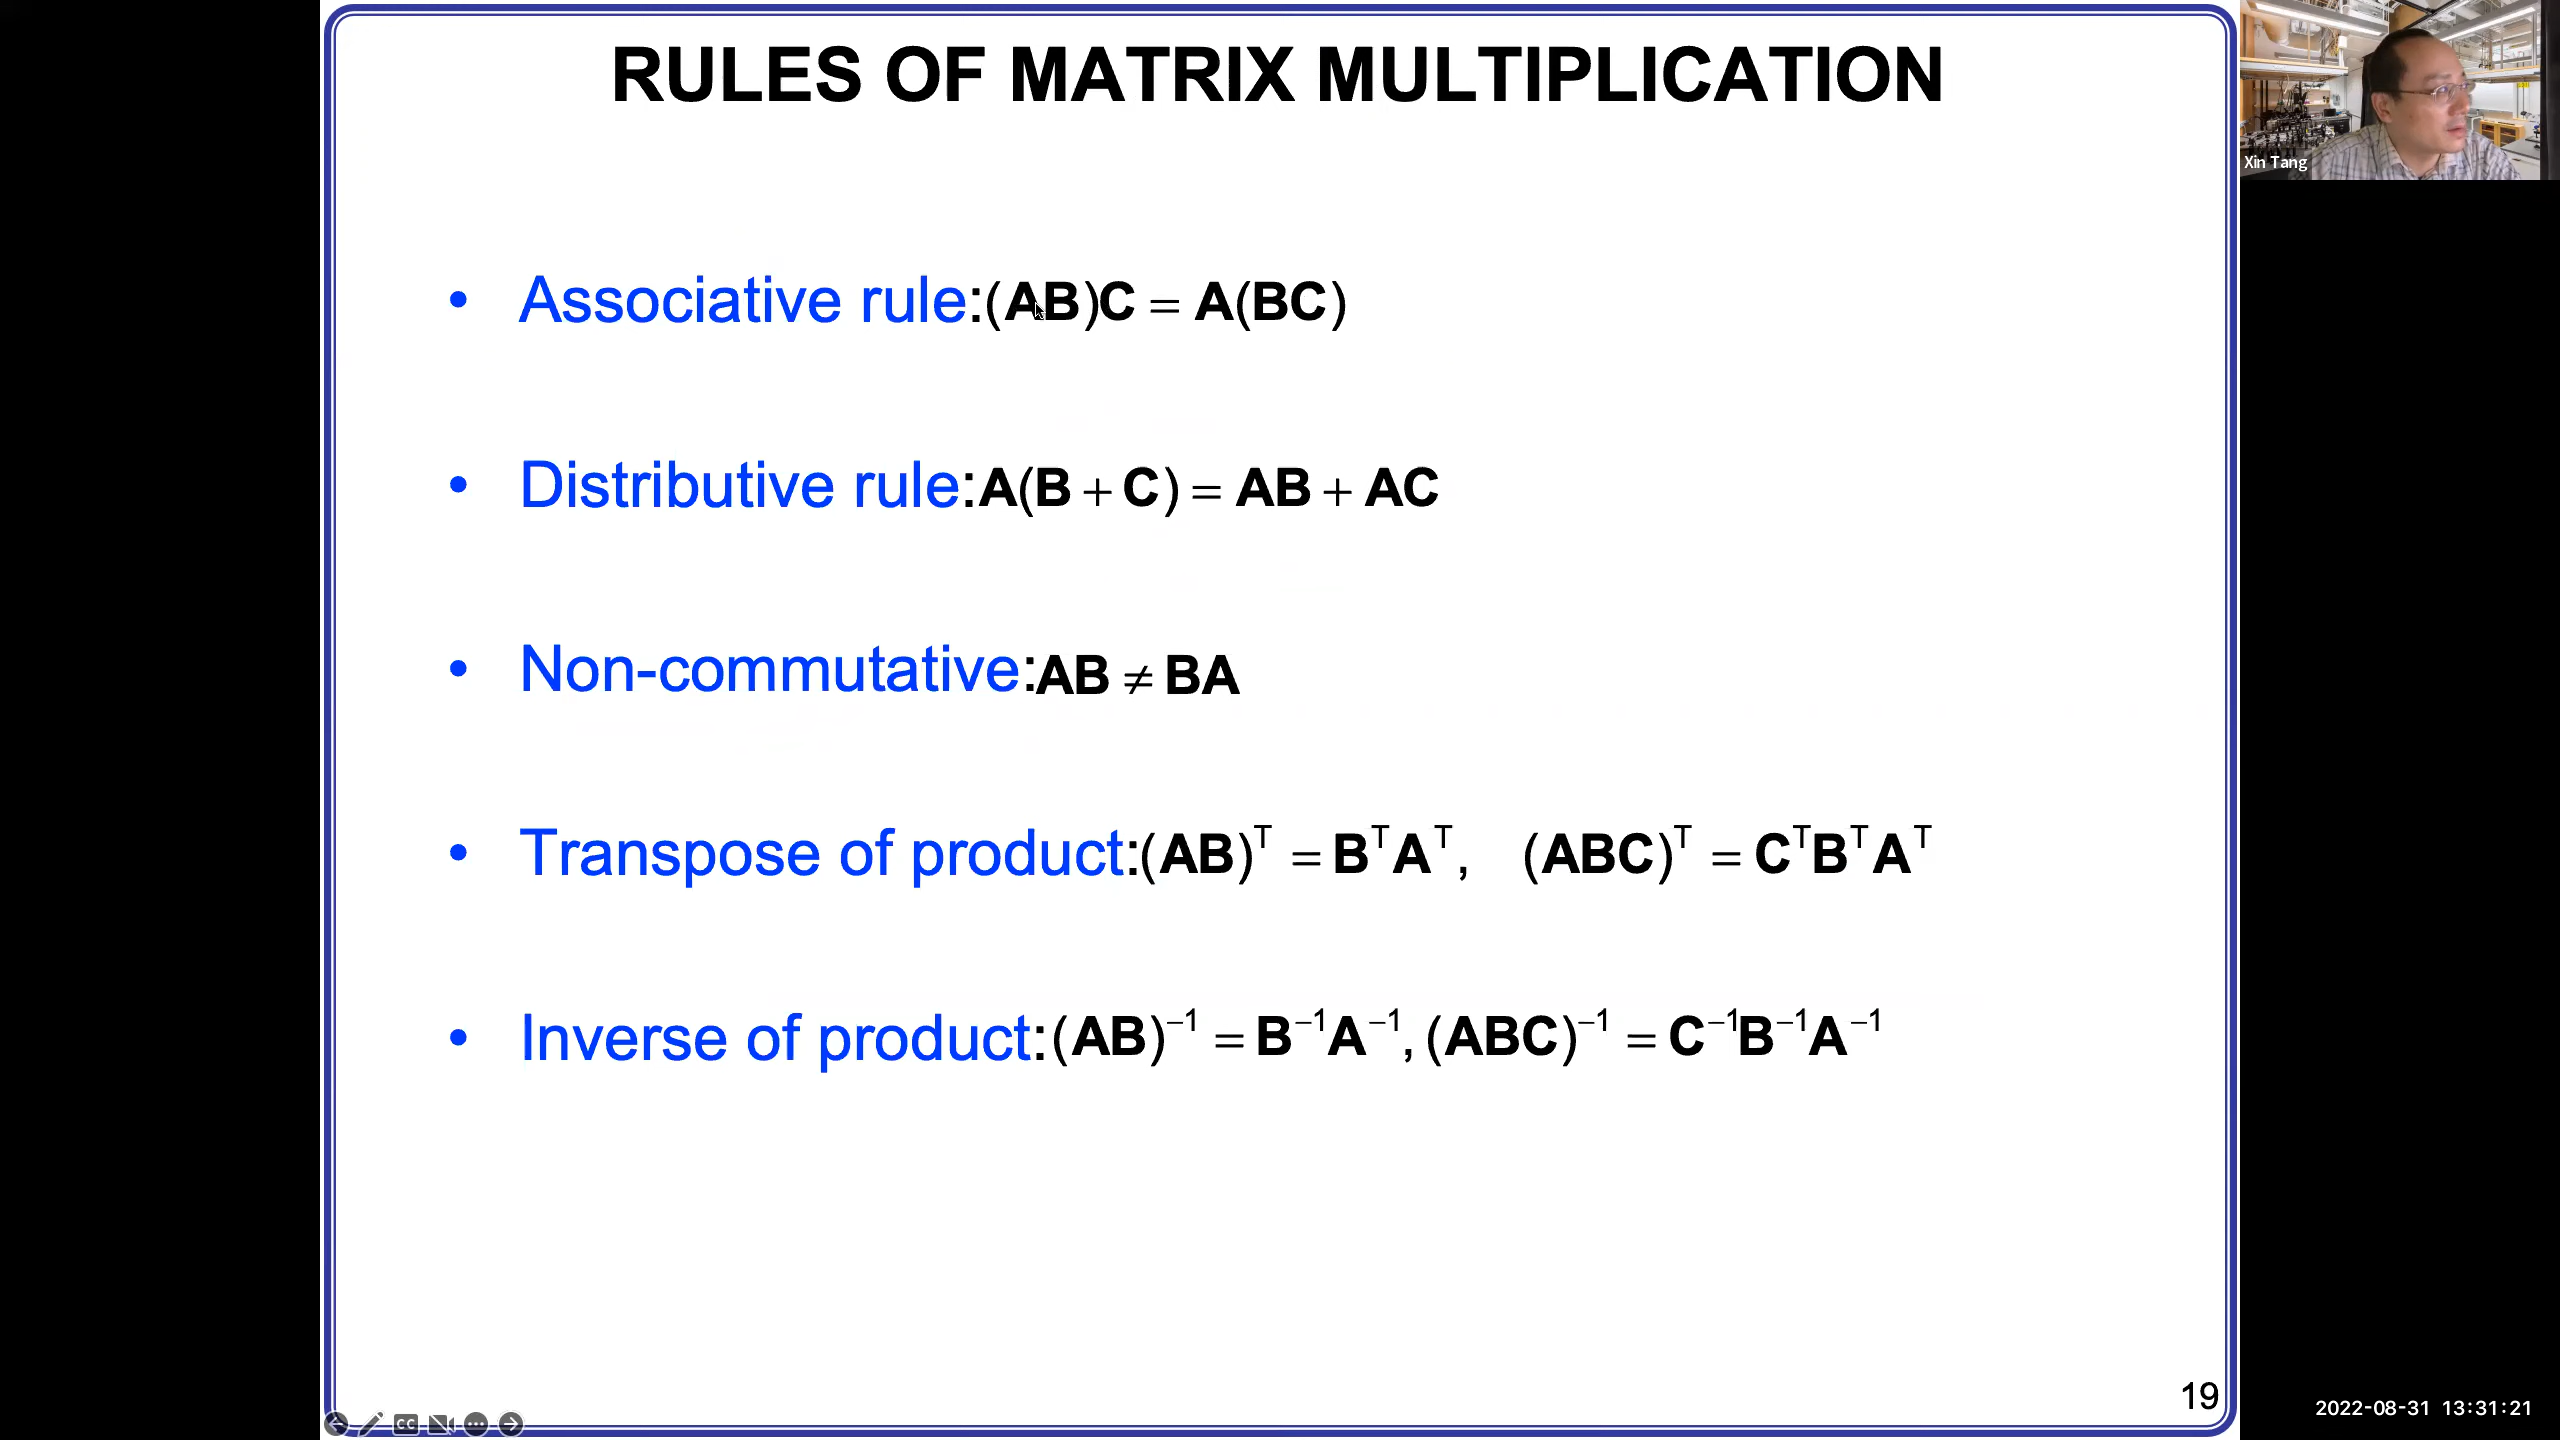 RULES OF MATRIX MULTIPLICATION
Xin Tang
• Associative rule:(AB)C = A(BC)
• Distributive rule:A(B + C) = AB + AC
• Non-commutative:AB ≠ BA
• Transpose of product:(AB)ᵀ = BᵀAᵀ, (ABC)ᵀ = CᵀBᵀAᵀ
• Inverse of product:(AB)⁻¹ = B⁻¹A⁻¹, (ABC)⁻¹ = C⁻¹B⁻¹A⁻¹
19
CC
2022-08-31 13:31:21